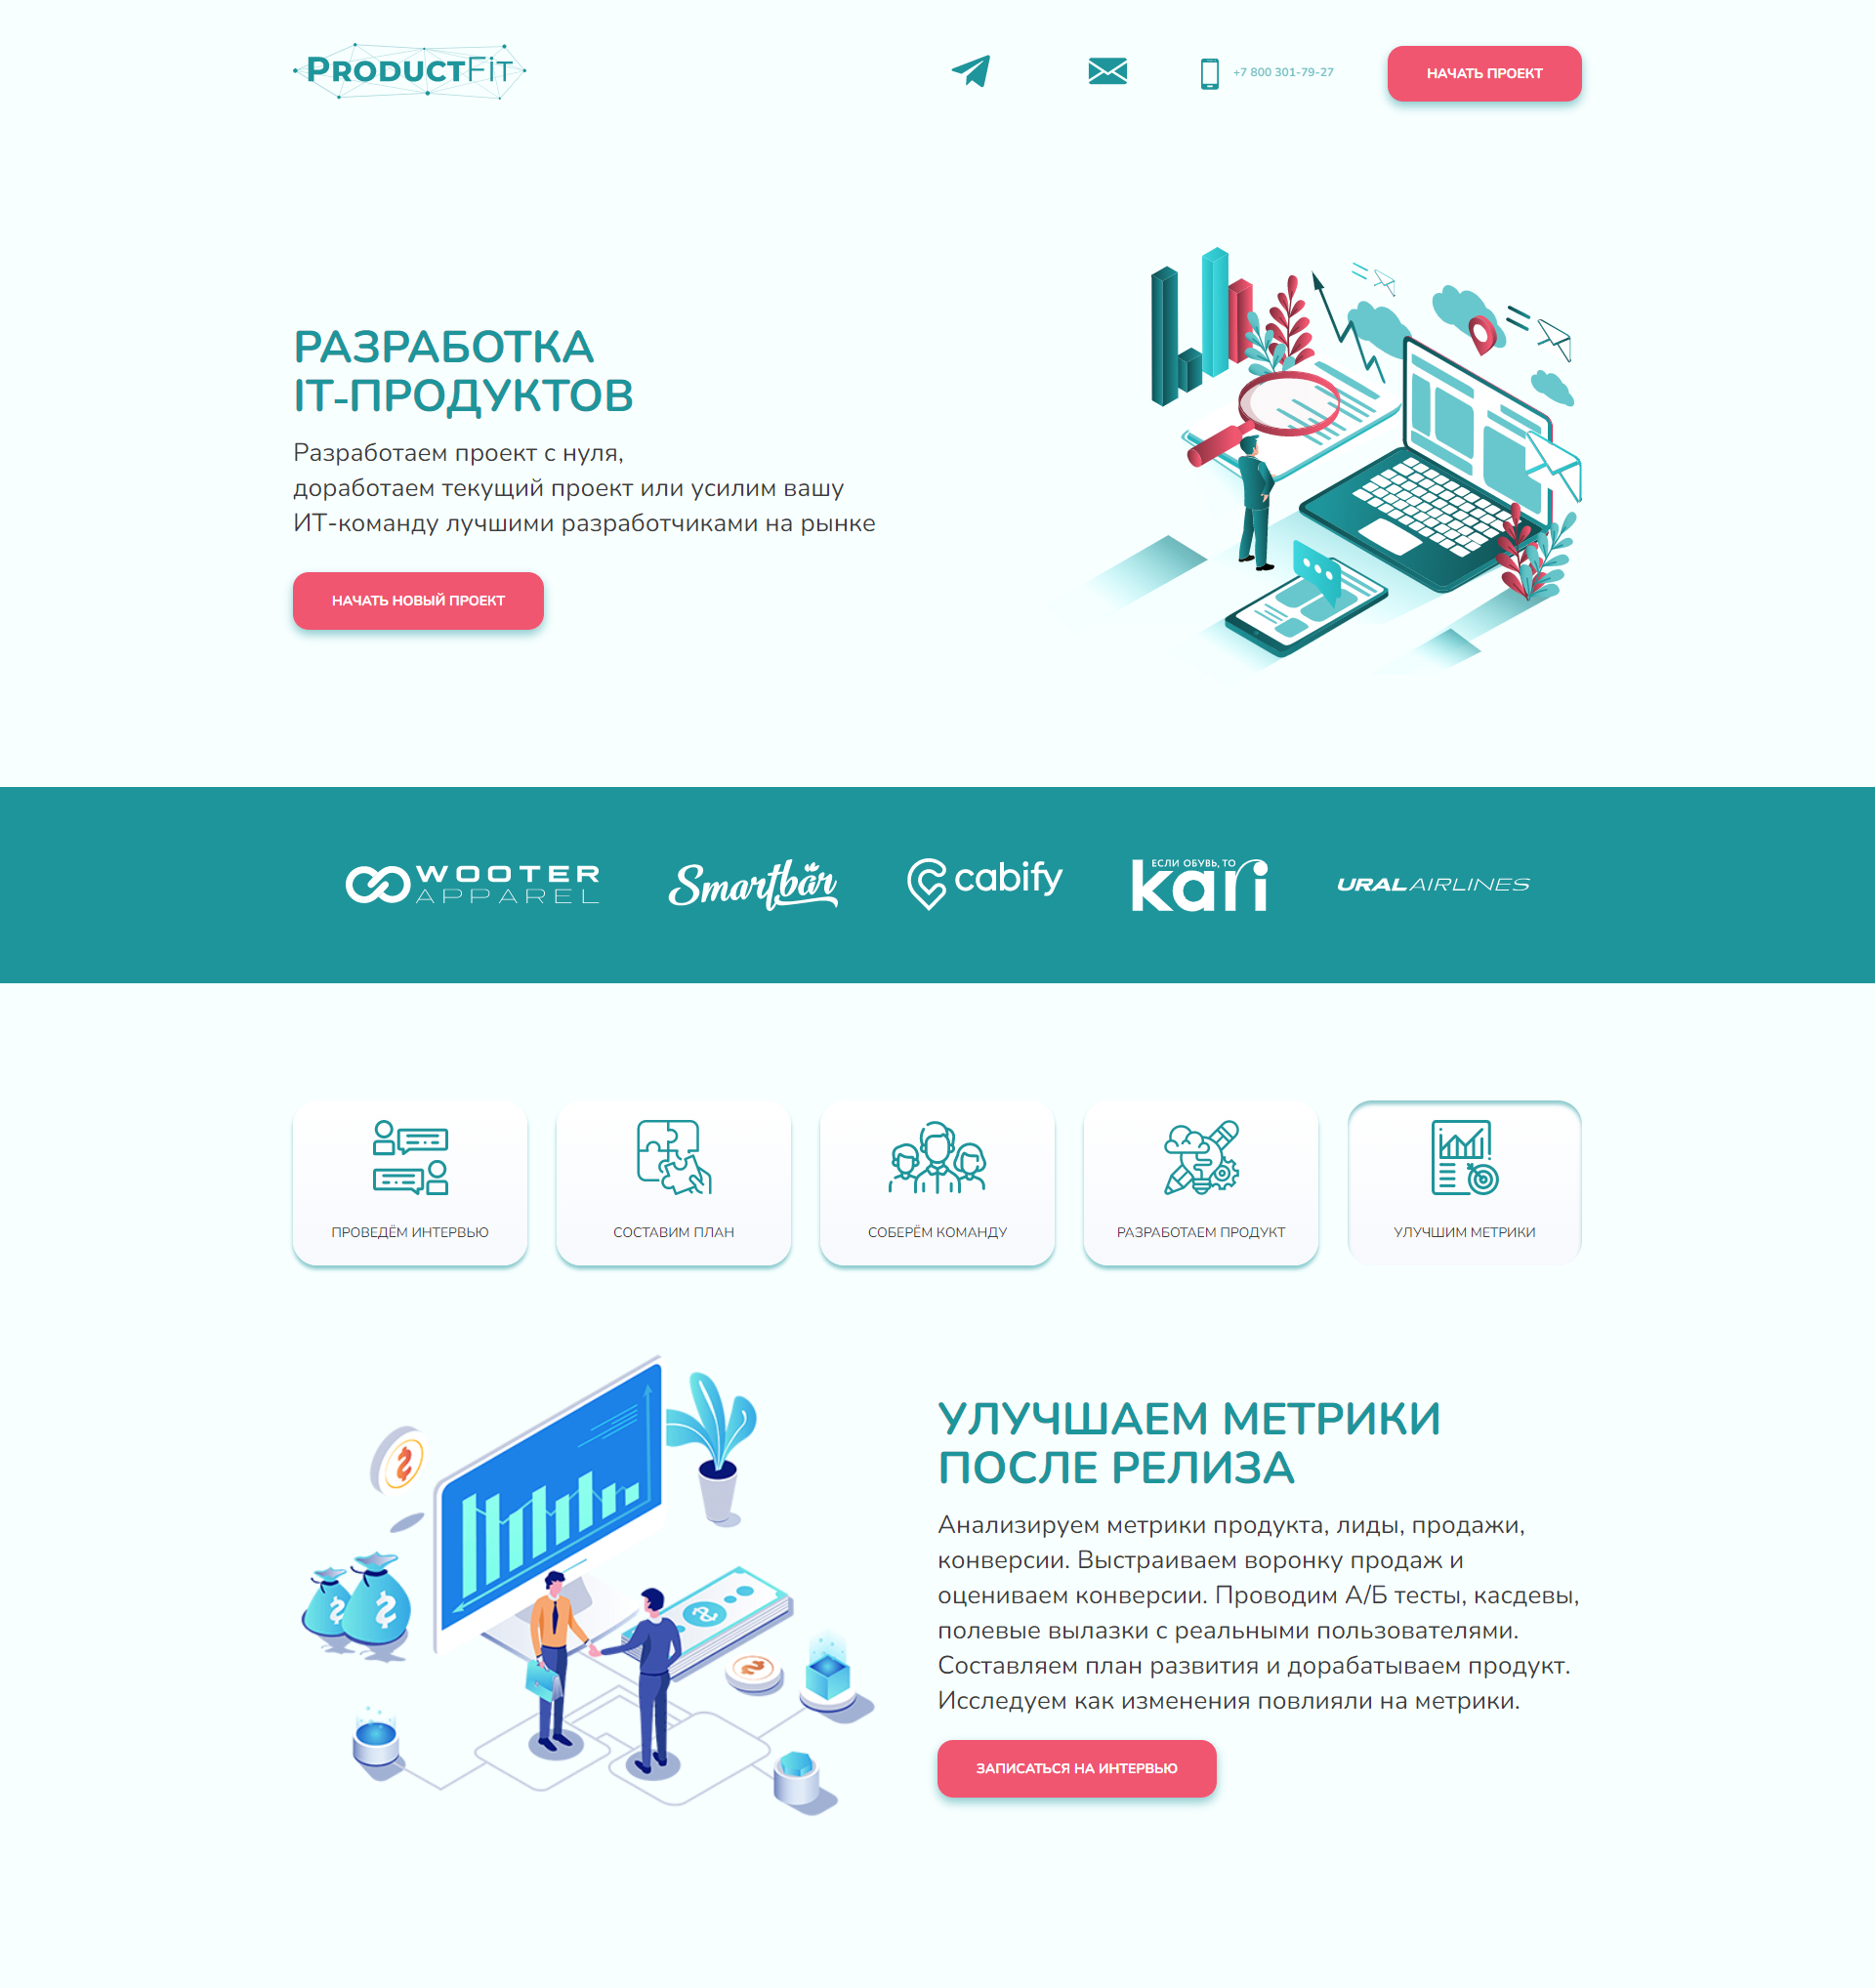 PRODUCTFIT
+7 800 301-79-27
НАЧАТЬ ПРОЕКТ
РАЗРАБОТКА
IT-ПРОДУКТОВ
Разработаем проект с нуля,
доработаем текущий проект или усилим вашу
ИТ-команду лучшими разработчиками на рынке
НАЧАТЬ НОВЫЙ ПРОЕКТ
WOOTER
APPAREL
Smartbär
cabify
ЕСЛИ ОБУВЬ, ТО
kari
URAL AIRLINES
ПРОВЕДЁМ ИНТЕРВЬЮ
СОСТАВИМ ПЛАН
СОБЕРЁМ КОМАНДУ
РАЗРАБОТАЕМ ПРОДУКТ
УЛУЧШИМ МЕТРИКИ
УЛУЧШАЕМ МЕТРИКИ
ПОСЛЕ РЕЛИЗА
Анализируем метрики продукта, лиды, продажи,
конверсии. Выстраиваем воронку продаж и
оцениваем конверсии. Проводим А/Б тесты, касдевы,
полевые вылазки с реальными пользователями.
Составляем план развития и дорабатываем продукт.
Исследуем как изменения повлияли на метрики.
ЗАПИСАТЬСЯ НА ИНТЕРВЬЮ